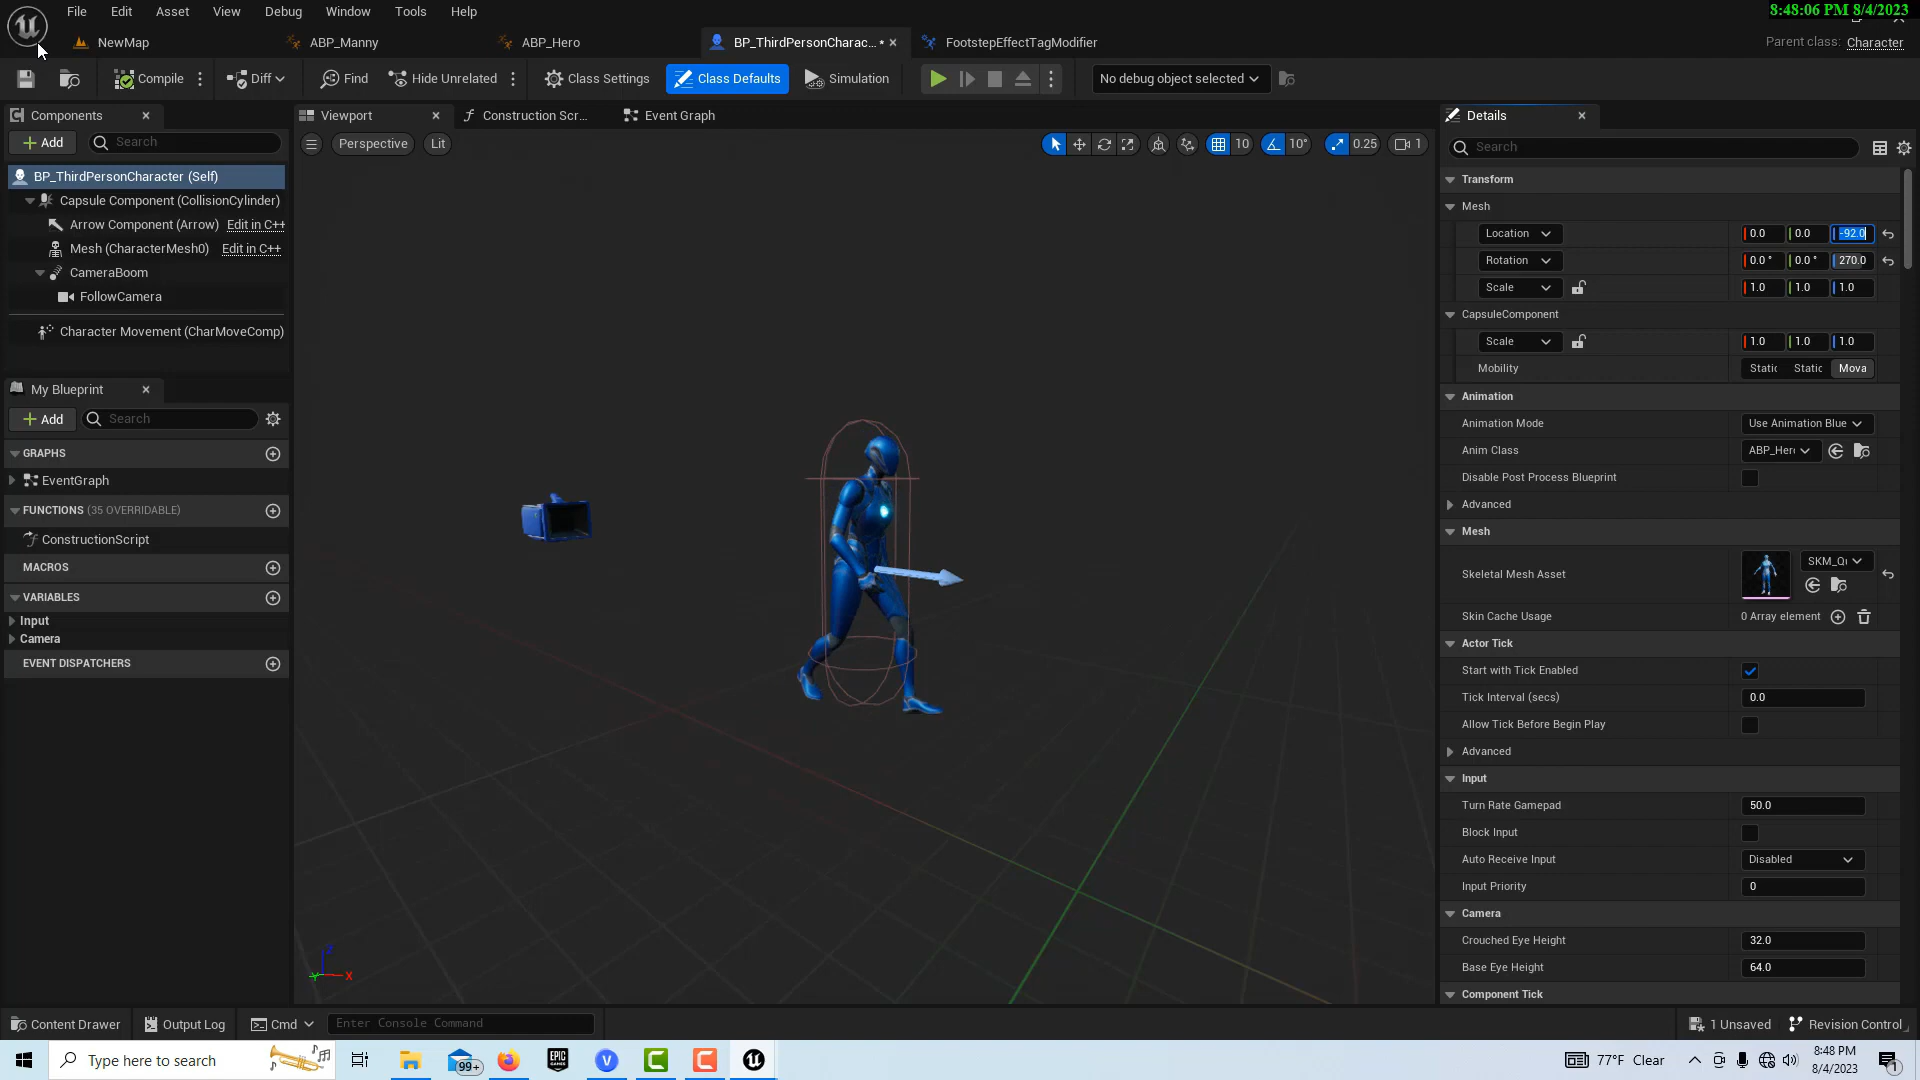 8:48:06 PM 8/4/2023
File Edit Asset View Debug Window Tools Help
NewMap ABP_Manny ABP_Hero BP_ThirdPersonCharac... * FootstepEffectTagModifier
Parent class: Character
Compile Diff Find Hide Unrelated Class Settings Class Defaults Simulation No debug object selected
Components
Viewport Construction Scr... Event Graph
Details
Add Search
Perspective Lit 10 10° 0.25 1
Search
BP_ThirdPersonCharacter (Self)
Capsule Component (CollisionCylinder)
Arrow Component (Arrow) Edit in C++
Mesh (CharacterMesh0) Edit in C++
CameraBoom
FollowCamera
Character Movement (CharMoveComp)
My Blueprint
Add Search
GRAPHS
EventGraph
FUNCTIONS (35 OVERRIDABLE)
ConstructionScript
MACROS
VARIABLES
Input
Camera
EVENT DISPATCHERS
Z
X
Y
Transform
Mesh
Location 0.0 0.0 -92.0
Rotation 0.0 ° 0.0 ° 270.0
Scale 1.0 1.0 1.0
CapsuleComponent
Scale 1.0 1.0 1.0
Mobility Static Static Mova
Animation
Animation Mode Use Animation Blue
Anim Class ABP_Her
Disable Post Process Blueprint
Advanced
Mesh
Skeletal Mesh Asset SKM_Qu
Skin Cache Usage 0 Array element
Actor Tick
Start with Tick Enabled
Tick Interval (secs) 0.0
Allow Tick Before Begin Play
Advanced
Input
Turn Rate Gamepad 50.0
Block Input
Auto Receive Input Disabled
Input Priority 0
Camera
Crouched Eye Height 32.0
Base Eye Height 64.0
Component Tick
Content Drawer Output Log Cmd Enter Console Command 1 Unsaved Revision Control
Type here to search 99+ EPIC GAMES V C C 77°F Clear 8:48 PM
8/4/2023 1